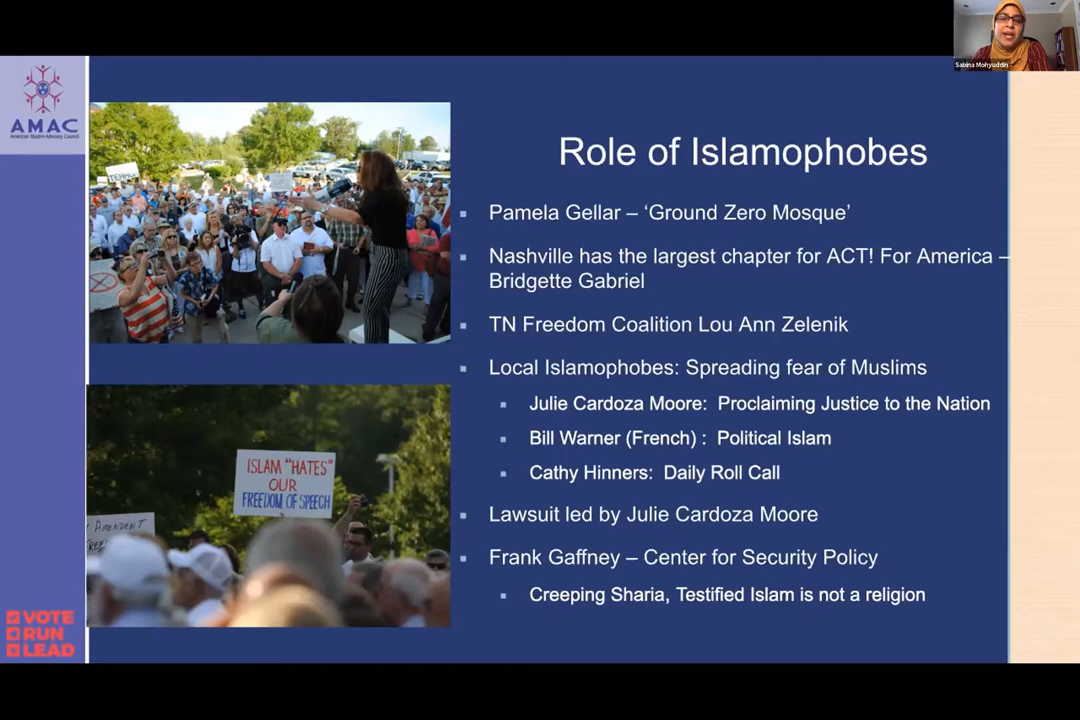 Sabina Mohyuddin
AMAC
American Muslim Advisory Council
Role of Islamophobes
Pamela Gellar – ‘Ground Zero Mosque’
Nashville has the largest chapter for ACT! For America –
Bridgette Gabriel
TN Freedom Coalition Lou Ann Zelenik
Local Islamophobes: Spreading fear of Muslims
Julie Cardoza Moore: Proclaiming Justice to the Nation
Bill Warner (French) : Political Islam
Cathy Hinners: Daily Roll Call
Lawsuit led by Julie Cardoza Moore
Frank Gaffney – Center for Security Policy
Creeping Sharia, Testified Islam is not a religion
ISLAM “HATES”
OUR
FREEDOM OF SPEECH
VOTE
RUN
LEAD